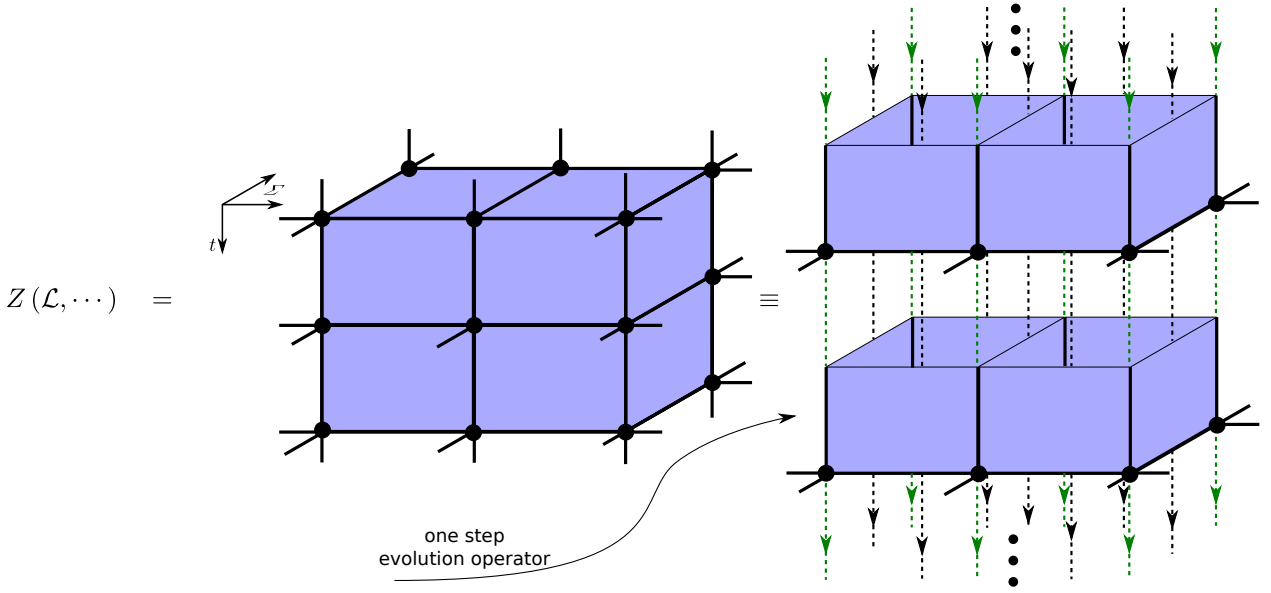 Σ
t
Z (ℒ, ⋯ ) =
≡
one step
evolution operator